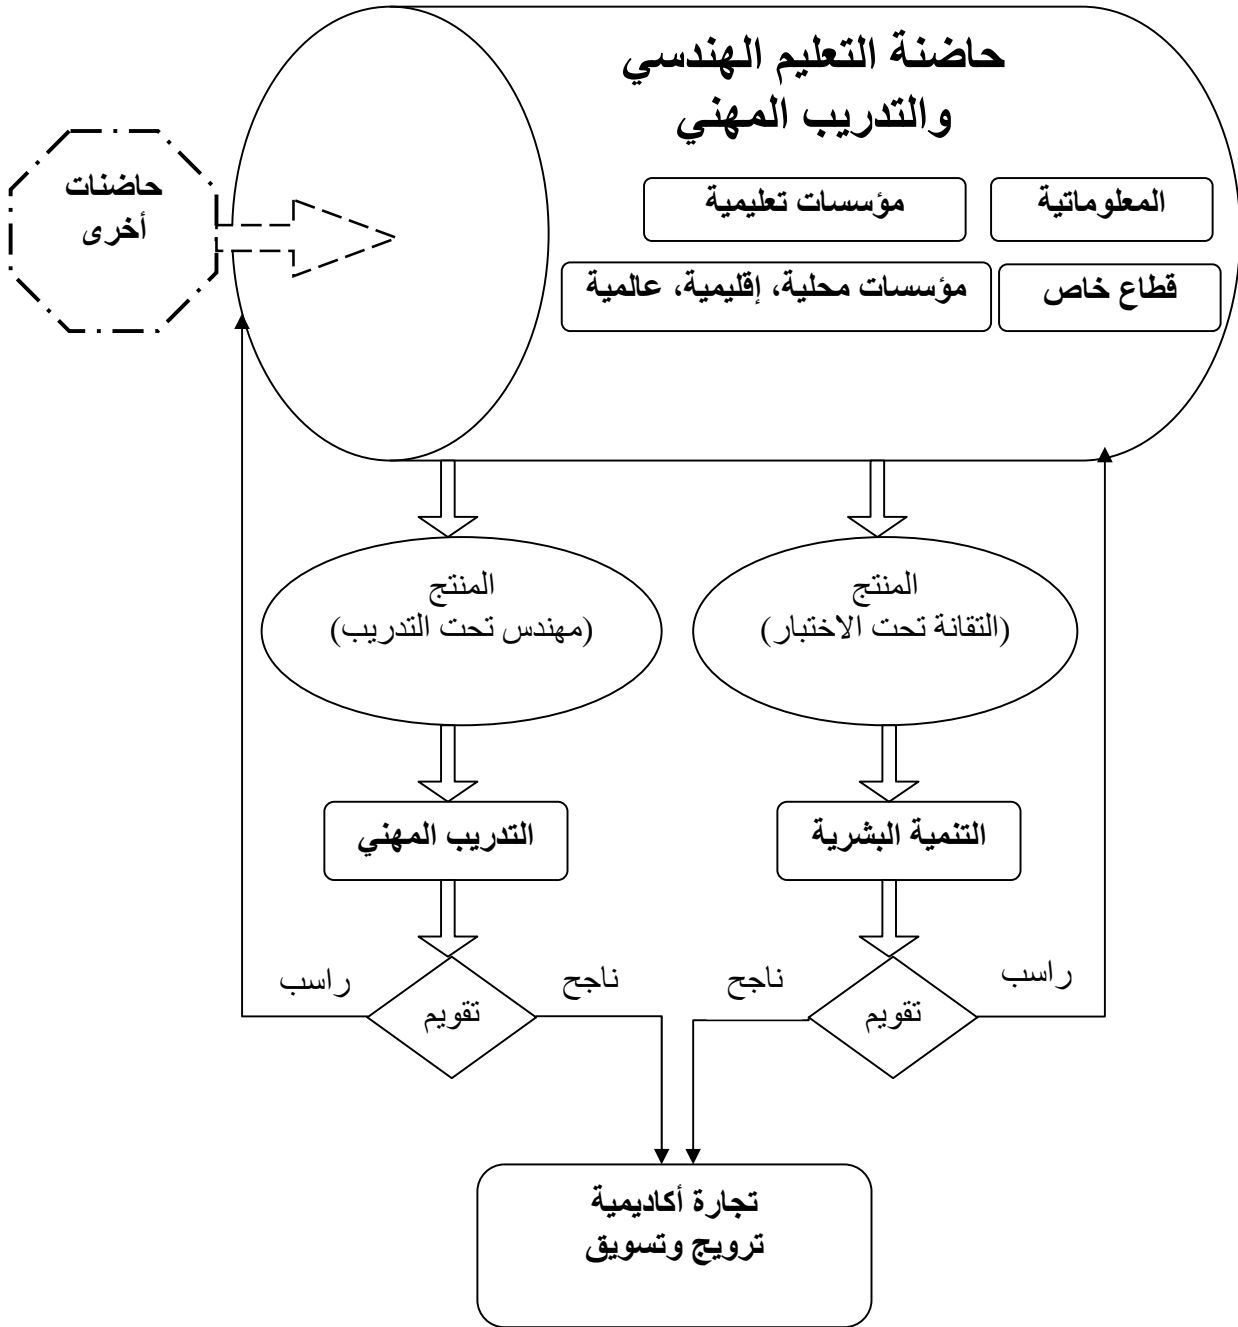 حاضنة التعليم الهندسي
والتدريب المهني
حاضنات
أخرى
المعلوماتية
مؤسسات تعليمية
قطاع خاص
مؤسسات محلية، إقليمية، عالمية
المنتج
(التقانة تحت الاختبار)
المنتج
(مهندس تحت التدريب)
التنمية البشرية
التدريب المهني
راسب
ناجح
ناجح
راسب
تقويم
تقويم
تجارة أكاديمية
ترويج وتسويق